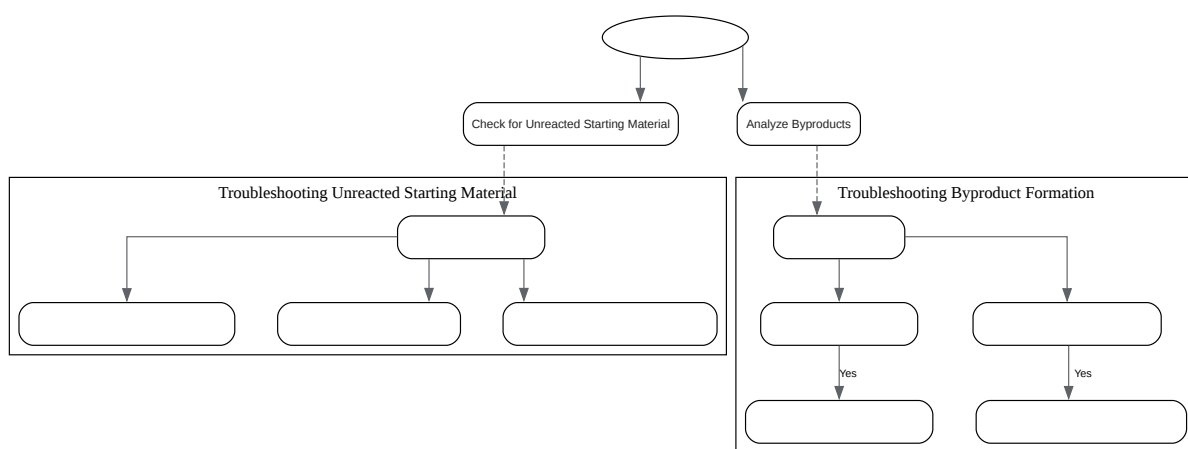 Check for Unreacted Starting Material
Analyze Byproducts
Troubleshooting Unreacted Starting Material
Troubleshooting Byproduct Formation
Yes
Yes